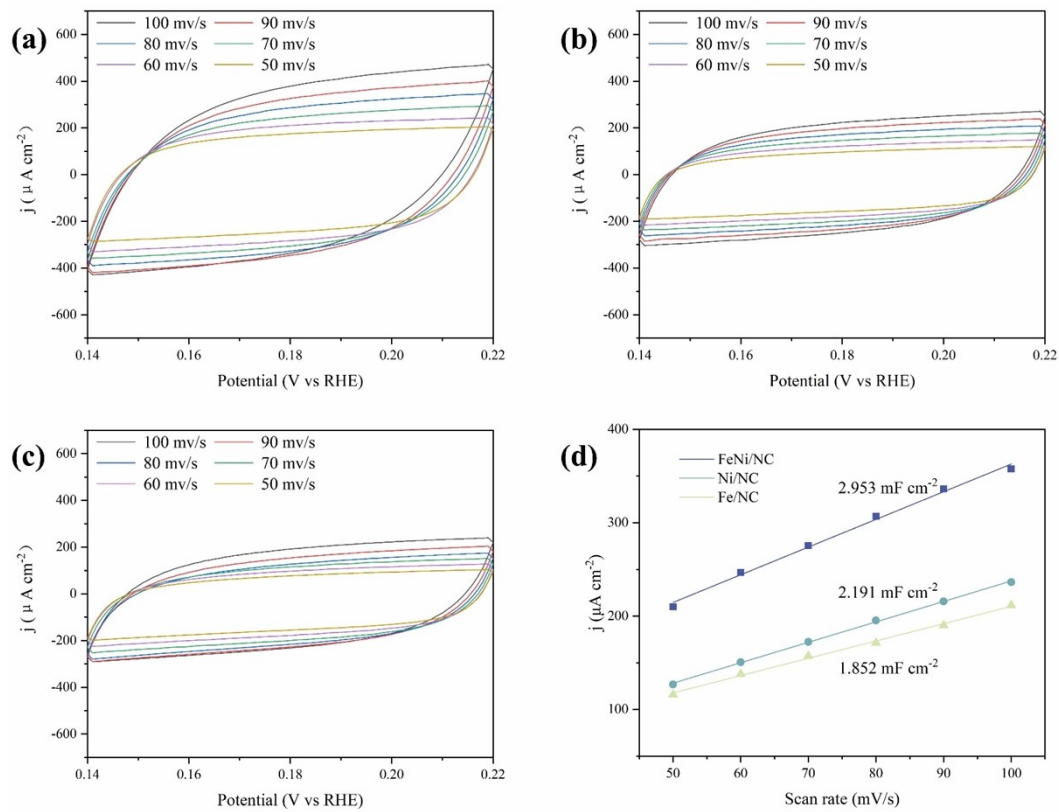 (a)
100 mv/s 90 mv/s
80 mv/s 70 mv/s
60 mv/s 50 mv/s
600
400
200
0
-200
-400
-600
j ( μ A cm-2)
0.14 0.16 0.18 0.20 0.22
Potential (V vs RHE)
(b)
100 mv/s 90 mv/s
80 mv/s 70 mv/s
60 mv/s 50 mv/s
600
400
200
0
-200
-400
-600
j ( μ A cm-2)
0.14 0.16 0.18 0.20 0.22
Potential (V vs RHE)
(c)
100 mv/s 90 mv/s
80 mv/s 70 mv/s
60 mv/s 50 mv/s
600
400
200
0
-200
-400
-600
j ( μ A cm-2)
0.14 0.16 0.18 0.20 0.22
Potential (V vs RHE)
(d)
FeNi/NC
Ni/NC
Fe/NC
2.953 mF cm-2
2.191 mF cm-2
1.852 mF cm-2
400
300
200
100
j (μA cm-2)
50 60 70 80 90 100
Scan rate (mV/s)